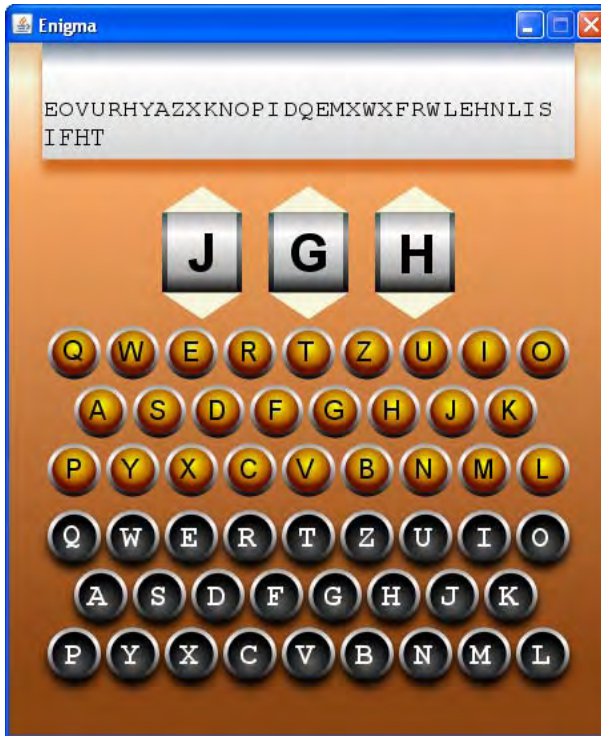 Enigma
EOVURHYAZXKNOPIDQEMXWXFRWLEHNLIS
IFHT
J G H
Q W E R T Z U I O
A S D F G H J K
P Y X C V B N M L
Q W E R T Z U I O
A S D F G H J K
P Y X C V B N M L